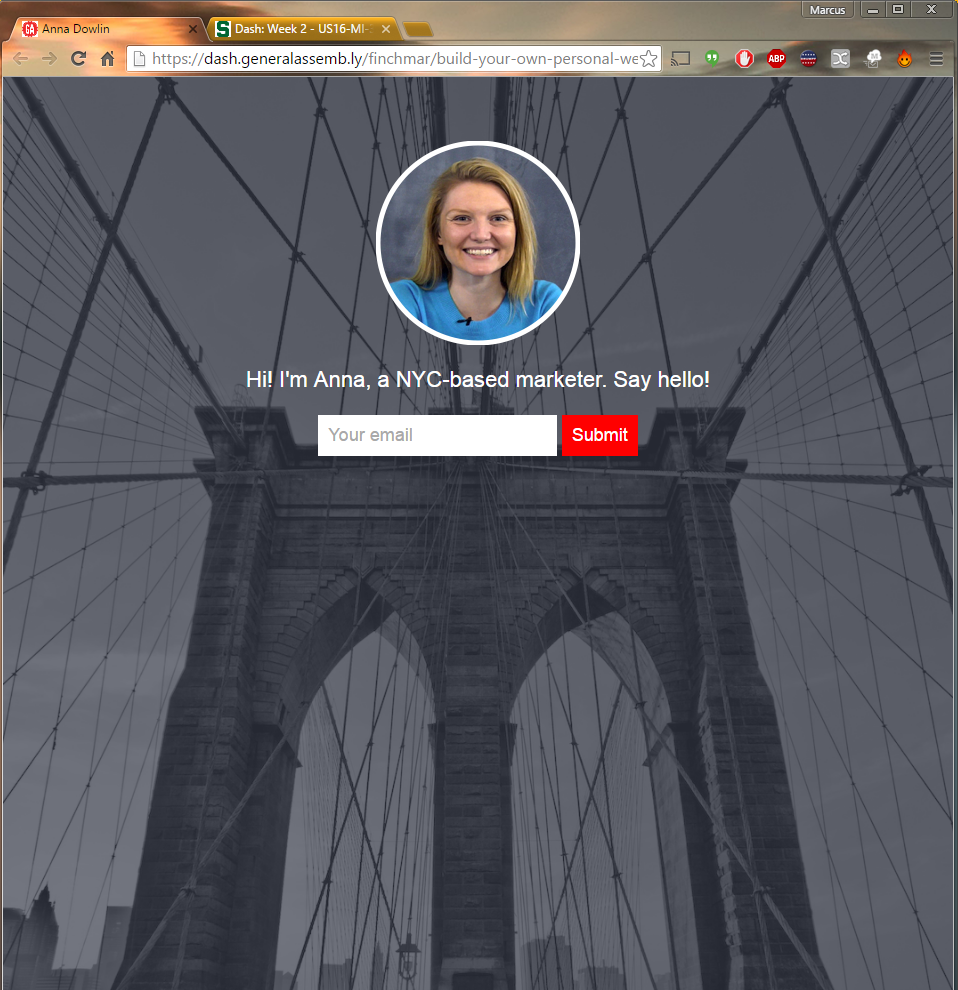 Marcus
GA Anna Dowlin
S Dash: Week 2 - US16-MI-
https://dash.generalassemb.ly/finchmar/build-your-own-personal-we
ABP
Hi! I'm Anna, a NYC-based marketer. Say hello!
Your email Submit